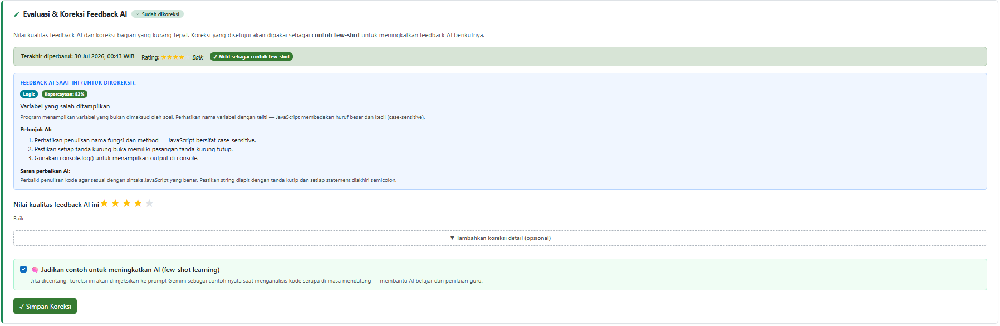 Evaluasi & Koreksi Feedback AI ✓ Sudah dikoreksi
Nilai kualitas feedback AI dan koreksi bagian yang kurang tepat. Koreksi yang disetujui akan dipakai sebagai contoh few-shot untuk meningkatkan feedback AI berikutnya.
Terakhir diperbarui: 30 Jul 2026, 00:43 WIB Rating: ★★★★ Baik ✓ Aktif sebagai contoh few-shot
FEEDBACK AI SAAT INI (UNTUK DIKOREKSI):
Logic Kepercayaan: 82%
Variabel yang salah ditampilkan
Program menampilkan variabel yang bukan dimaksud oleh soal. Perhatikan nama variabel dengan teliti — JavaScript membedakan huruf besar dan kecil (case-sensitive).
Petunjuk AI:
1. Perhatikan penulisan nama fungsi dan method — JavaScript bersifat case-sensitive.
2. Pastikan setiap tanda kurung buka memiliki pasangan tanda kurung tutup.
3. Gunakan console.log() untuk menampilkan output di console.
Saran perbaikan AI:
Perbaiki penulisan kode agar sesuai dengan sintaks JavaScript yang benar. Pastikan string diapit dengan tanda kutip dan setiap statement diakhiri semicolon.
Nilai kualitas feedback AI ini ★ ★ ★ ★ ★
Baik
▼ Tambahkan koreksi detail (opsional)
Jadikan contoh untuk meningkatkan AI (few-shot learning)
Jika dicentang, koreksi ini akan diinjeksikan ke prompt Gemini sebagai contoh nyata saat menganalisis kode serupa di masa mendatang — membantu AI belajar dari penilaian guru.
✓ Simpan Koreksi